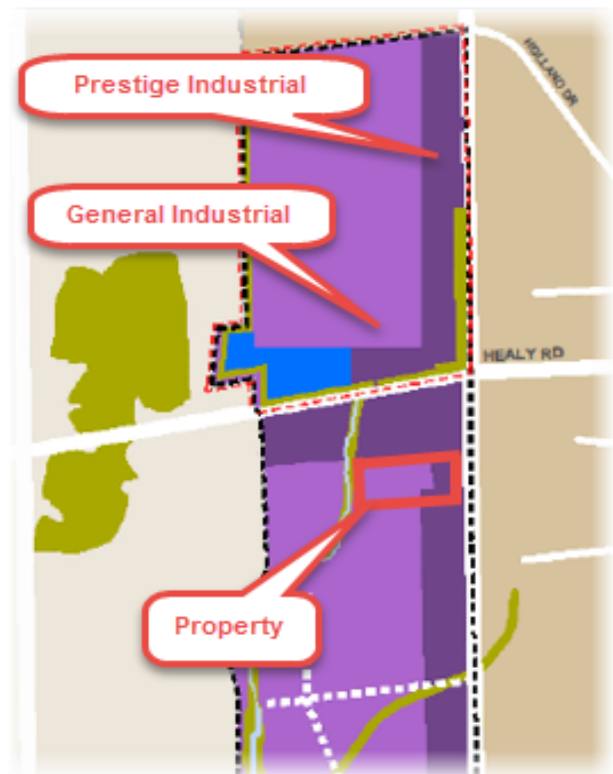 HOLLAND DR
Prestige Industrial
General Industrial
HEALY RD
Property